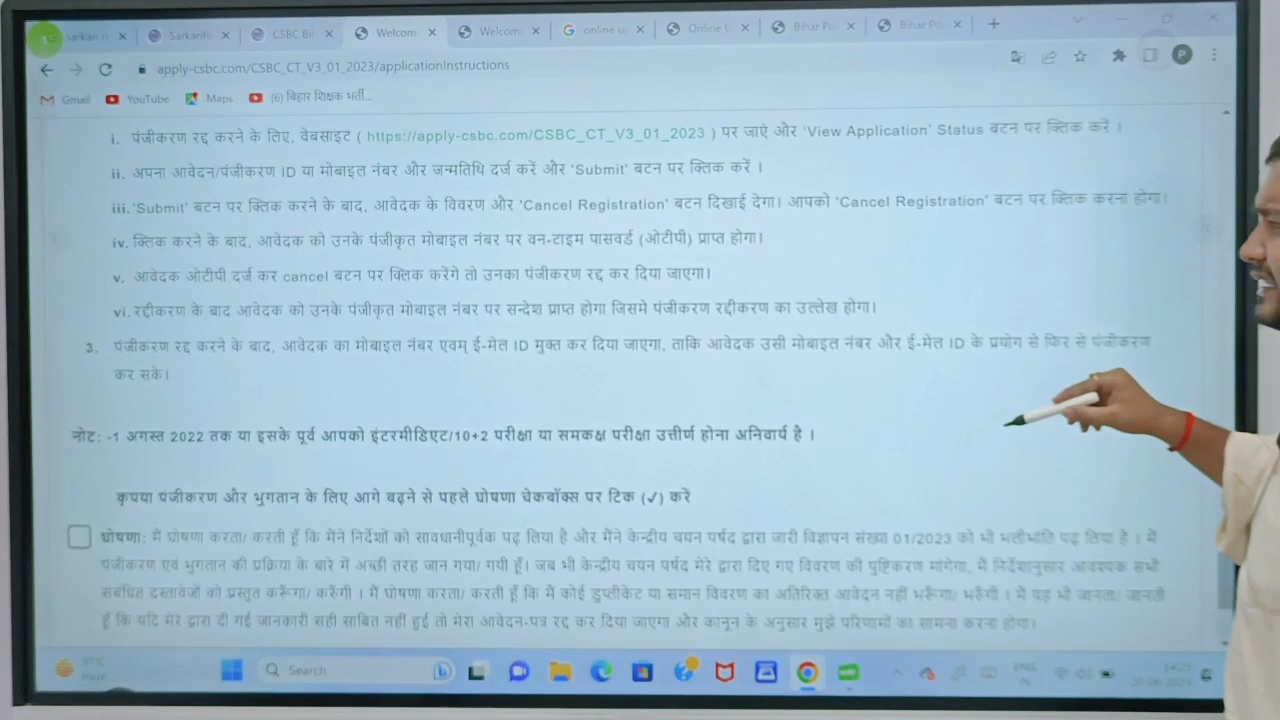 SarkariR
CSBC Bi
Welcom
Welcom
online u
Online U
Bihar Po
Bihar Po
apply-csbc.com/CSBC_CT_V3_01_2023/applicationInstructions
P
Gmail YouTube Maps (6) बिहार शिक्षक भर्ती...
i. पंजीकरण रद्द करने के लिए, वेबसाइट ( https://apply-csbc.com/CSBC_CT_V3_01_2023 ) पर जाएं और 'View Application' Status बटन पर क्लिक करें ।
ii. अपना आवेदन/पंजीकरण ID या मोबाइल नंबर और जन्मतिथि दर्ज करें और 'Submit' बटन पर क्लिक करें ।
iii. 'Submit' बटन पर क्लिक करने के बाद, आवेदक के विवरण और 'Cancel Registration' बटन दिखाई देगा। आपको 'Cancel Registration' बटन पर क्लिक करना होगा।
iv. क्लिक करने के बाद, आवेदक को उनके पंजीकृत मोबाइल नंबर पर वन-टाइम पासवर्ड (ओटीपी) प्राप्त होगा।
v. आवेदक ओटीपी दर्ज कर cancel बटन पर क्लिक करेंगे तो उनका पंजीकरण रद्द कर दिया जाएगा।
vi. रद्दीकरण के बाद आवेदक को उनके पंजीकृत मोबाइल नंबर पर सन्देश प्राप्त होगा जिसमे पंजीकरण रद्दीकरण का उल्लेख होगा।
3. पंजीकरण रद्द करने के बाद, आवेदक का मोबाइल नंबर एवम् ई-मेल ID मुक्त कर दिया जाएगा, ताकि आवेदक उसी मोबाइल नंबर और ई-मेल ID के प्रयोग से फिर से पंजीकरण
कर सके।
नोट: -1 अगस्त 2022 तक या इसके पूर्व आपको इंटरमीडिएट/10+2 परीक्षा या समकक्ष परीक्षा उत्तीर्ण होना अनिवार्य है ।
कृपया पंजीकरण और भुगतान के लिए आगे बढ़ने से पहले घोषणा चेकबॉक्स पर टिक (✓) करें
घोषणा: मैं घोषणा करता/ करती हूँ कि मैंने निर्देशों को सावधानीपूर्वक पढ़ लिया है और मैंने केन्द्रीय चयन पर्षद द्वारा जारी विज्ञापन संख्या 01/2023 को भी भलीभांति पढ़ लिया है । मैं
पंजीकरण एवं भुगतान की प्रक्रिया के बारे में अच्छी तरह जान गया/ गयी हूँ। जब भी केन्द्रीय चयन पर्षद मेरे द्वारा दिए गए विवरण की पुष्टिकरण मांगेगा, मैं निर्देशानुसार आवश्यक सभी
संबंधित दस्तावेजों को प्रस्तुत करूँगा/ करूँगी । मैं घोषणा करता/ करती हूँ कि मैं कोई डुप्लीकेट या समान विवरण का अतिरिक्त आवेदन नहीं भरूँगा/ भरूँगी । मैं यह भी जानता/ जानती
हूँ कि यदि मेरे द्वारा दी गई जानकारी सही साबित नहीं हुई तो मेरा आवेदन-पत्र रद्द कर दिया जाएगा और कानून के अनुसार मुझे परिणामों का सामना करना होगा।
Search